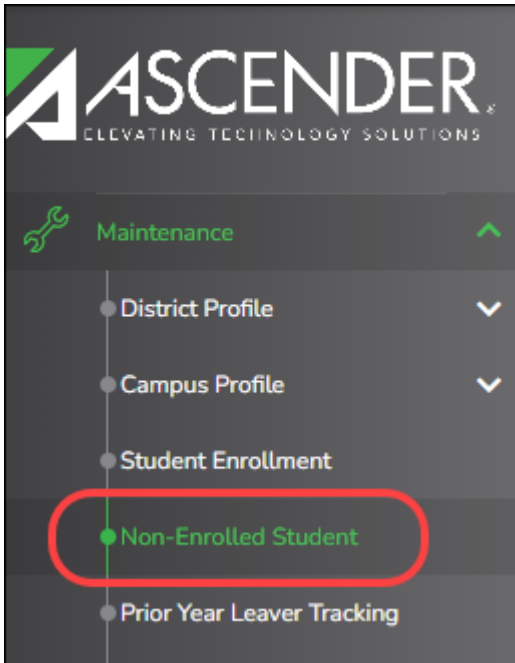 ASCENDER®
ELEVATING TECHNOLOGY SOLUTIONS
Maintenance
District Profile
Campus Profile
Student Enrollment
Non-Enrolled Student
Prior Year Leaver Tracking